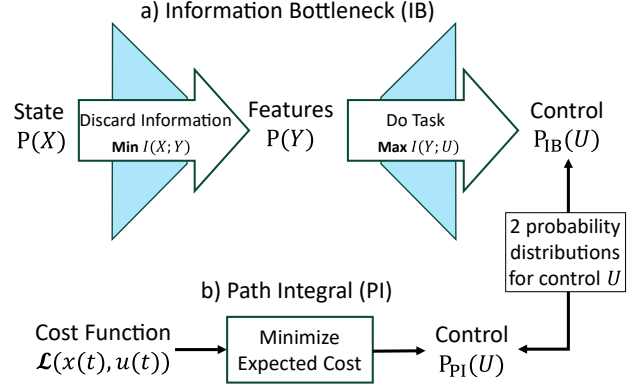 a) Information Bottleneck (IB)
State
P(X)
Discard Information
Min I(X;Y)
Features
P(Y)
Do Task
Max I(Y;U)
Control
P_IB(U)
2 probability
distributions
for control U
b) Path Integral (PI)
Cost Function
𝓛(x(t),u(t))
Minimize
Expected Cost
Control
P_PI(U)